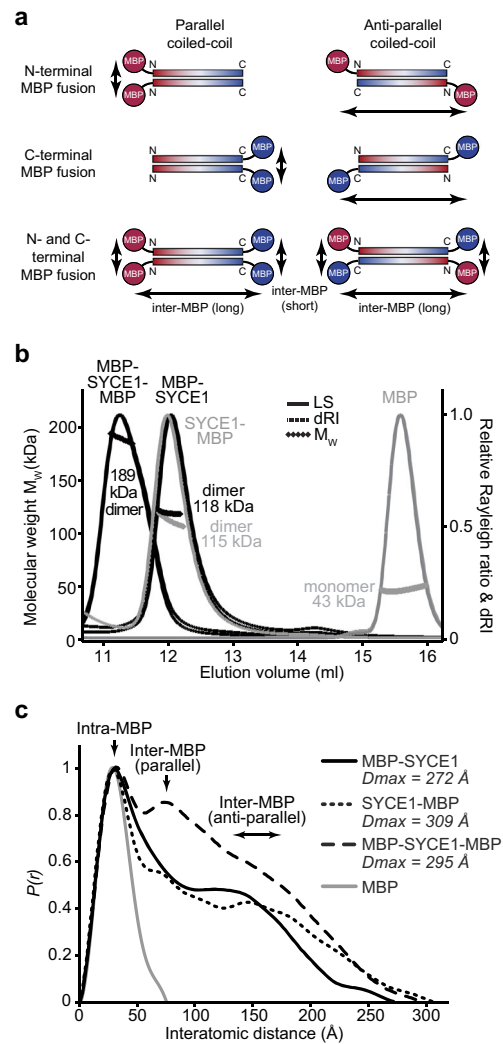 a
Parallel
coiled-coil
Anti-parallel
coiled-coil
N-terminal
MBP fusion
MBP N C
MBP N C
MBP N C
C N MBP
C-terminal
MBP fusion
N C MBP
N C MBP
N C MBP
MBP C N
N- and C-
terminal
MBP fusion
MBP N C MBP
MBP N C MBP
MBP N C MBP
MBP C N MBP
inter-MBP (long)
inter-MBP
(short)
inter-MBP (long)
b
MBP-
SYCE1-
MBP
MBP-
SYCE1
SYCE1-
MBP
LS
dRI
Mw
MBP
189
kDa
dimer
dimer
118 kDa
dimer
115 kDa
monomer
43 kDa
Molecular weight Mw(kDa)
200
150
100
50
0
Relative Rayleigh ratio & dRI
1.0
0.5
0
11 12 13 14 15 16
Elution volume (ml)
c
Intra-MBP
Inter-MBP
(parallel)
Inter-MBP
(anti-parallel)
MBP-SYCE1
Dmax = 272 Å
SYCE1-MBP
Dmax = 309 Å
MBP-SYCE1-MBP
Dmax = 295 Å
MBP
P(r)
1
0.8
0.6
0.4
0.2
0
0 50 100 150 200 250 300
Interatomic distance (Å)